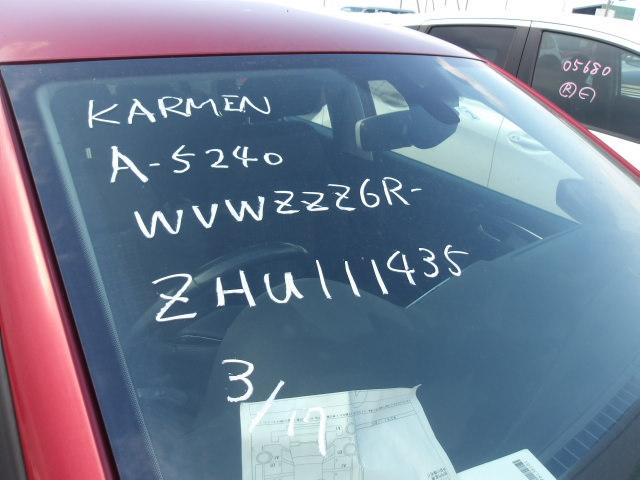 KARMEN
A-5240
WVWZZZ6R-
ZHU111435
3/17
05680
R E